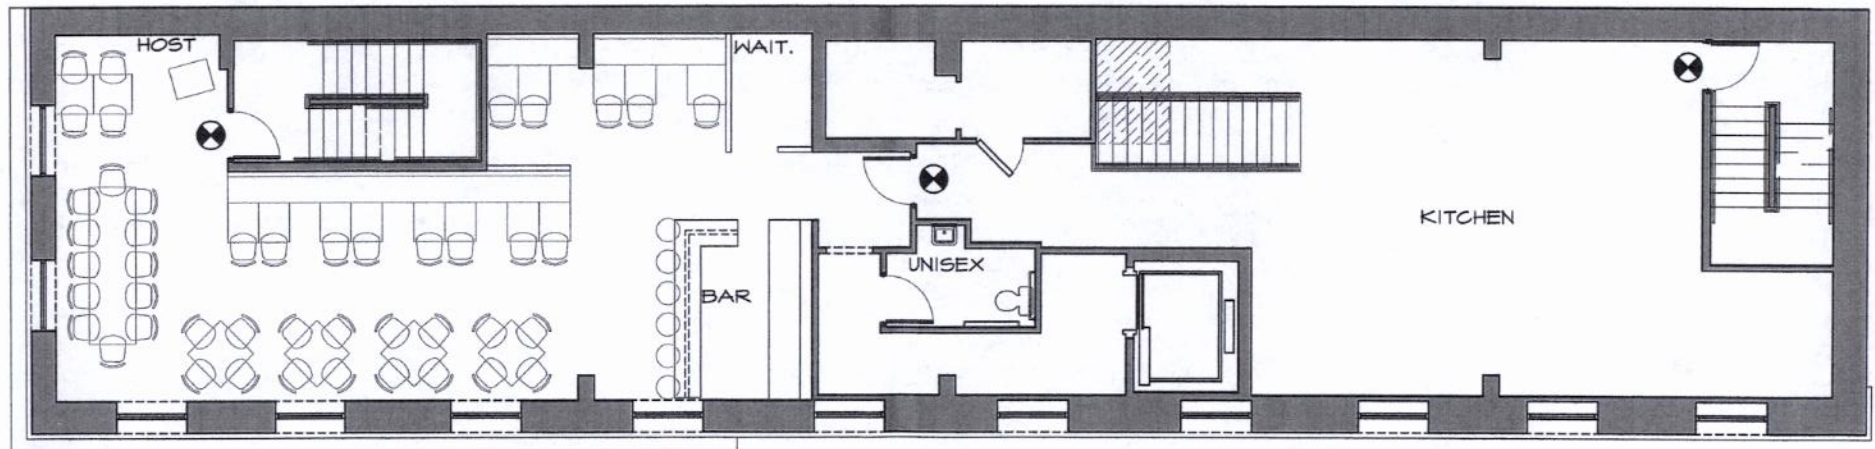 HOST
WAIT.
KITCHEN
UNISEX
BAR